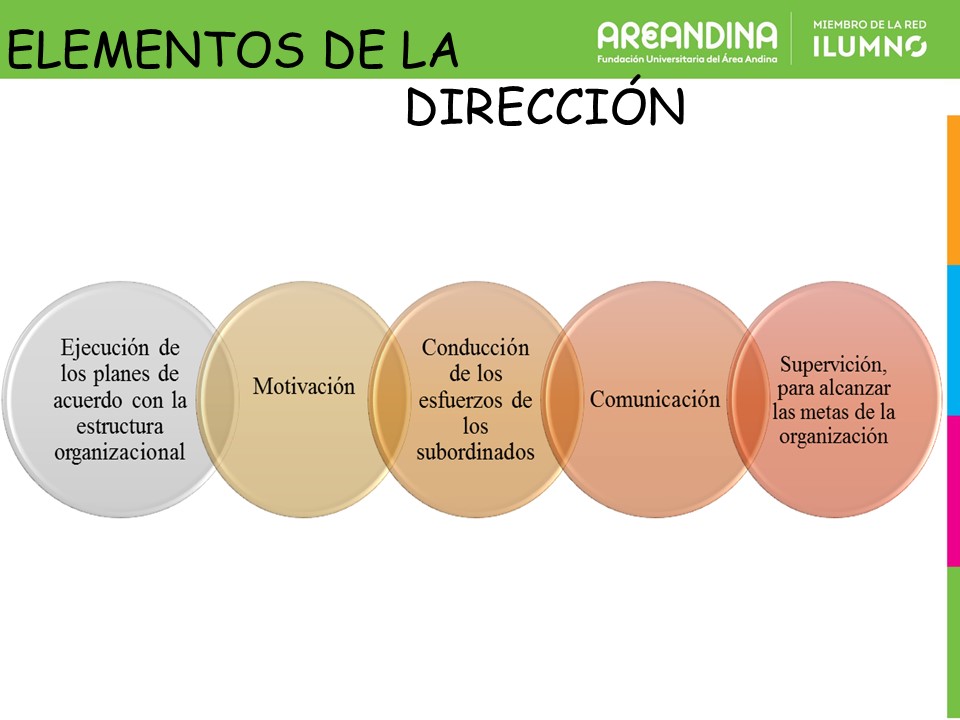 ELEMENTOS DE LA
DIRECCIÓN
AREANDINA
Fundación Universitaria del Área Andina
MIEMBRO DE LA RED
ILUMNO
Ejecución de
los planes de
acuerdo con la
estructura
organizacional
Motivación
Conducción
de los
esfuerzos de
los
subordinados
Comunicación
Supervición,
para alcanzar
las metas de la
organización